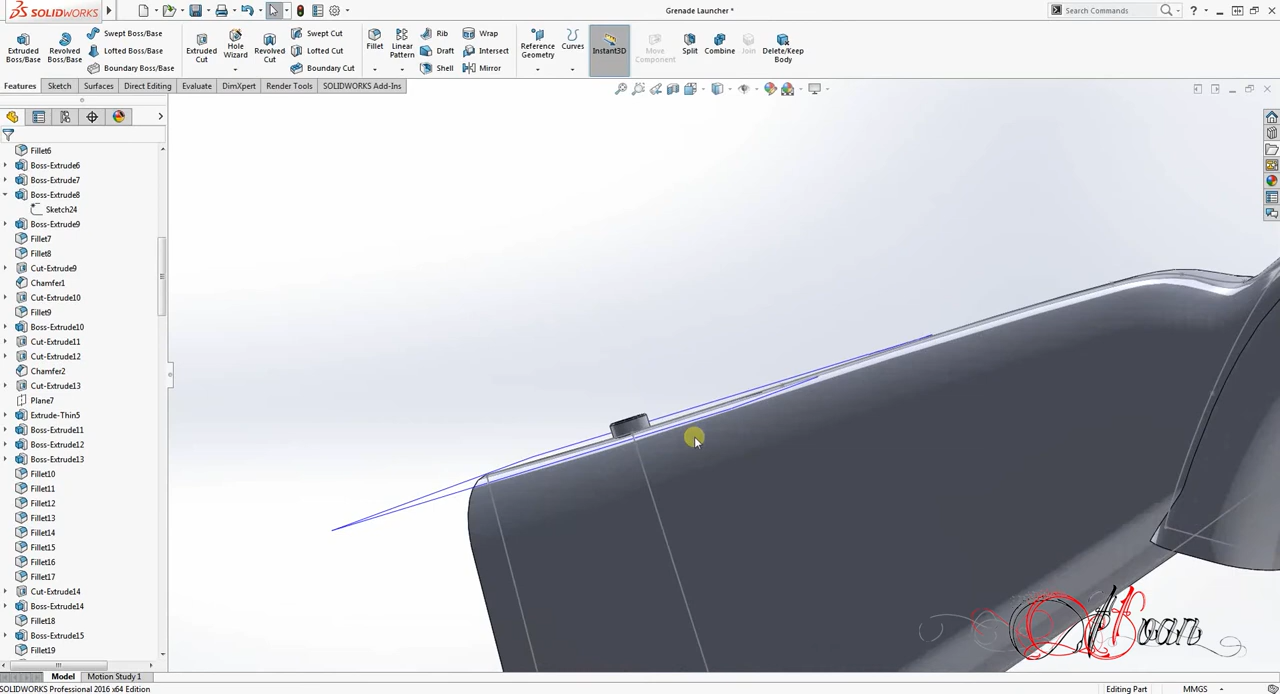 SOLIDWORKS
Grenade Launcher *
Search Commands
Extruded Boss/Base
Revolved Boss/Base
Swept Boss/Base
Lofted Boss/Base
Boundary Boss/Base
Extruded Cut
Hole Wizard
Revolved Cut
Swept Cut
Lofted Cut
Boundary Cut
Fillet
Linear Pattern
Rib
Draft
Shell
Wrap
Intersect
Mirror
Reference Geometry
Curves
Instant3D
Move Component
Split
Combine
Join
Delete/Keep Body
Features
Sketch
Surfaces
Direct Editing
Evaluate
DimXpert
Render Tools
SOLIDWORKS Add-Ins
Fillet6
Boss-Extrude6
Boss-Extrude7
Boss-Extrude8
Sketch24
Boss-Extrude9
Fillet7
Fillet8
Cut-Extrude9
Chamfer1
Cut-Extrude10
Fillet9
Boss-Extrude10
Cut-Extrude11
Cut-Extrude12
Chamfer2
Cut-Extrude13
Plane7
Extrude-Thin5
Boss-Extrude11
Boss-Extrude12
Boss-Extrude13
Fillet10
Fillet11
Fillet12
Fillet13
Fillet14
Fillet15
Fillet16
Fillet17
Cut-Extrude14
Boss-Extrude14
Fillet18
Boss-Extrude15
Fillet19
Model
Motion Study 1
SOLIDWORKS Professional 2016 x64 Edition
Editing Part
MMGS